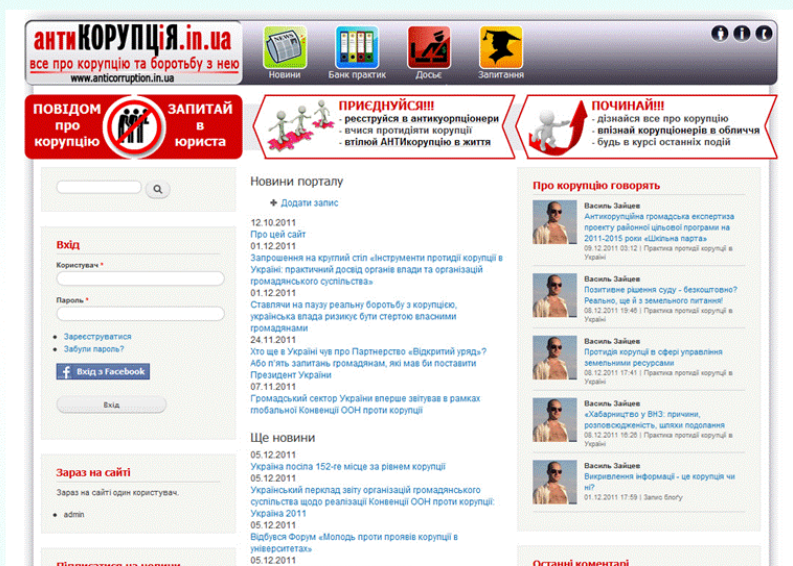 антиКОРУПЦіЯ.in.ua
все про корупцію та боротьбу з нею
www.anticorruption.in.ua
Новини
Банк практик
Досьє
Запитання
ПОВІДОМ
про
корупцію
ЗАПИТАЙ
в
юриста
ПРИЄДНУЙСЯ!!!
- реєструйся в антикуорпціонери
- вчися протидіяти корупції
- втілюй АНТИкорупцію в життя
ПОЧИНАЙ!!!
- дізнайся все про корупцію
- впізнай корупціонерів в обличчя
- будь в курсі останніх подій
Вхід
Користувач *
Пароль *
Зареєструватися
Забули пароль?
Вхід з Facebook
Вхід
Зараз на сайті
Зараз на сайті один користувач.
admin
Підписатися на новини
Новини порталу
Додати запис
12.10.2011
Про цей сайт
01.12.2011
Запрошення на круглий стіл «Інструменти протидії корупції в
Україні: практичний досвід органів влади та організацій
громадянського суспільства»
01.12.2011
Ставлячи на паузу реальну боротьбу з корупцією,
українська влада ризикує бути стертою власними
громадянами
24.11.2011
Хто ще в Україні чув про Партнерство «Відкритий уряд»?
Або п'ять запитань громадянам, які мав би поставити
Президент України
07.11.2011
Громадський сектор України вперше звітував в рамках
глобальної Конвенції ООН проти корупції
Ще новини
05.12.2011
Україна посіла 152-ге місце за рівнем корупції
05.12.2011
Український переклад звіту організацій громадянського
суспільства щодо реалізації Конвенції ООН проти корупції:
Україна 2011
05.12.2011
Відбувся Форум «Молодь проти проявів корупції в
університетах»
05.12.2011
Про корупцію говорять
Василь Зайцев
Антикорупційна громадська експертиза
проекту районної цільової програми на
2011-2015 роки «Шкільна парта»
09.12.2011 03:12 | Практика протидії корупції в
Україні
Василь Зайцев
Позитивне рішення суду - безкоштовно?
Реально, ще й з земельного питання!
08.12.2011 19:46 | Практика протидії корупції в
Україні
Василь Зайцев
Протидія корупції в сфері управління
земельними ресурсами
08.12.2011 17:41 | Практика протидії корупції в
Україні
Василь Зайцев
«Хабарництво у ВНЗ: причини,
розповсюдженість, шляхи подолання
08.12.2011 16:26 | Практика протидії корупції в
Україні
Василь Зайцев
Викривлення інформації - це корупція чи
ні?
01.12.2011 17:59 | Запис блоґу
Останні коментарі